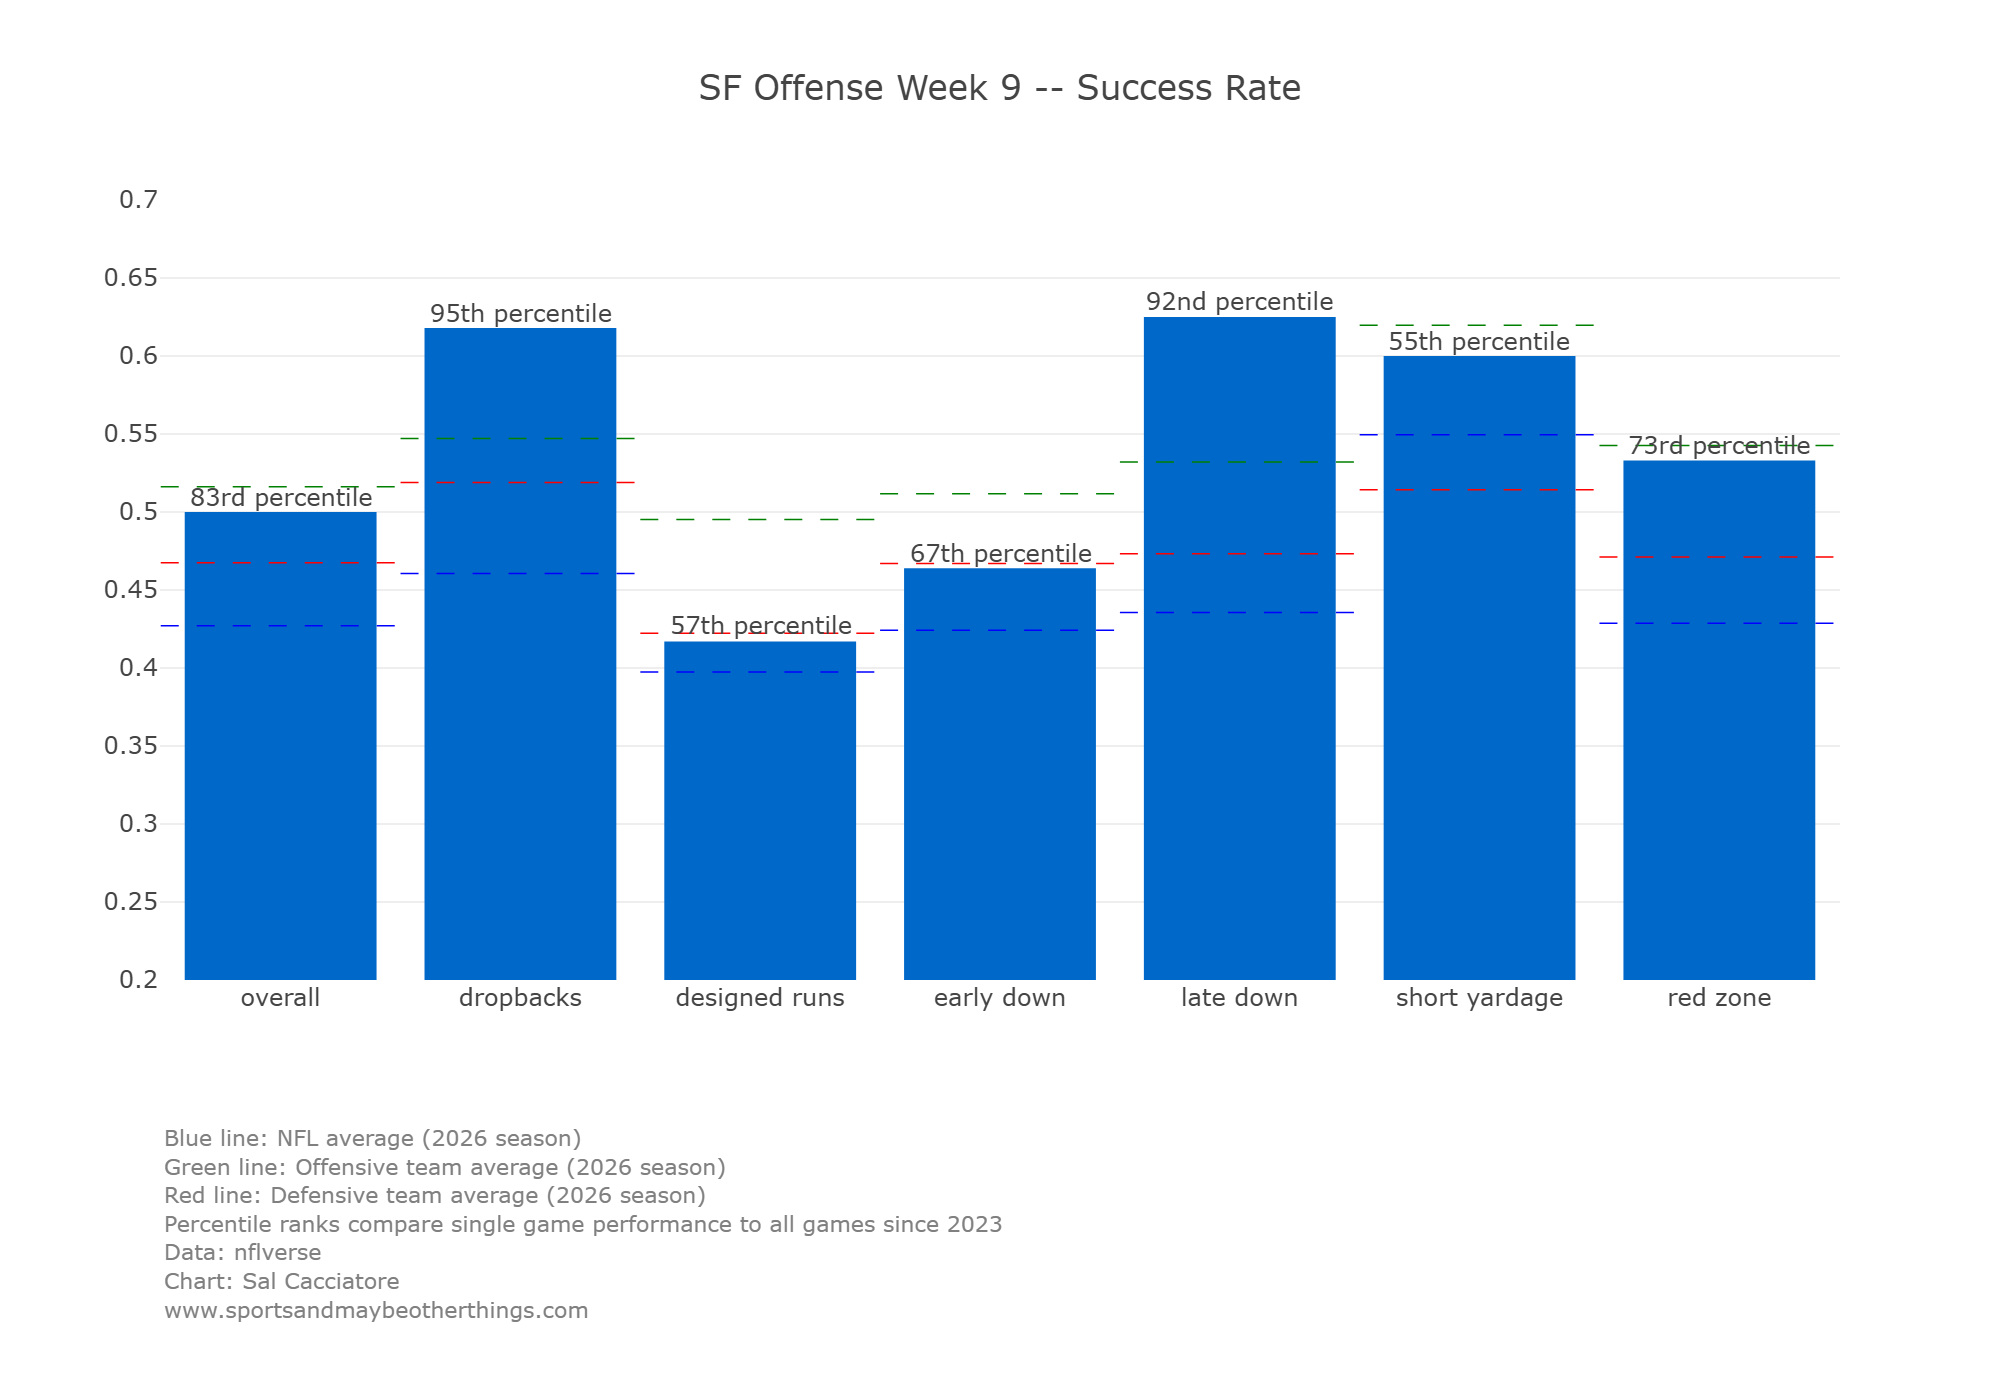 SF Offense Week 9 -- Success Rate
0.7
0.65
0.6
0.55
0.5
0.45
0.4
0.35
0.3
0.25
0.2
83rd percentile
95th percentile
57th percentile
67th percentile
92nd percentile
55th percentile
73rd percentile
overall
dropbacks
designed runs
early down
late down
short yardage
red zone
Blue line: NFL average (2026 season)
Green line: Offensive team average (2026 season)
Red line: Defensive team average (2026 season)
Percentile ranks compare single game performance to all games since 2023
Data: nflverse
Chart: Sal Cacciatore
www.sportsandmaybeotherthings.com